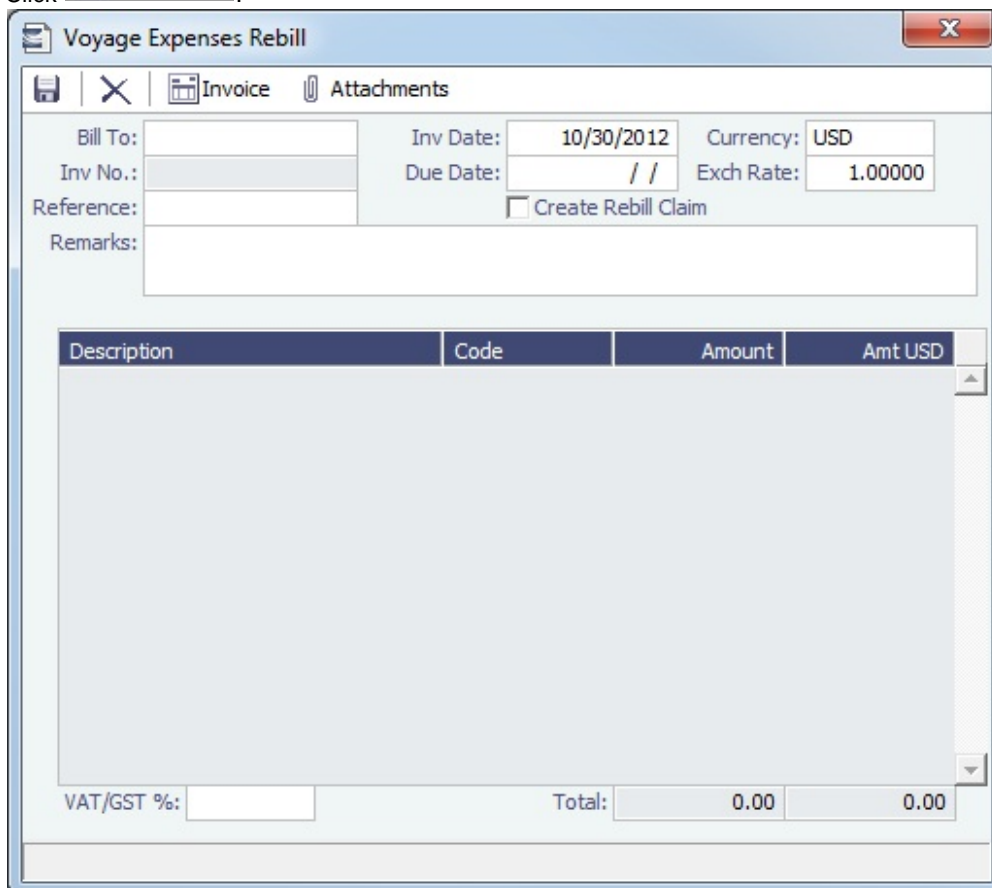 Click
Voyage Expenses Rebill
Invoice Attachments
Bill To: Inv Date: 10/30/2012 Currency: USD
Inv No.: Due Date: / / Exch Rate: 1.00000
Reference: Create Rebill Claim
Remarks:
Description Code Amount Amt USD
VAT/GST %: Total: 0.00 0.00